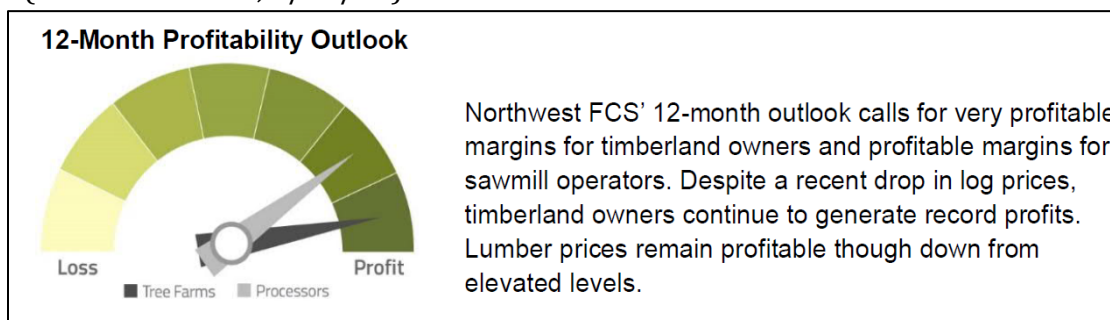 12-Month Profitability Outlook
Northwest FCS’ 12-month outlook calls for very profitable
margins for timberland owners and profitable margins for
sawmill operators. Despite a recent drop in log prices,
timberland owners continue to generate record profits.
Lumber prices remain profitable though down from
elevated levels.
Loss
Profit
Tree Farms
Processors